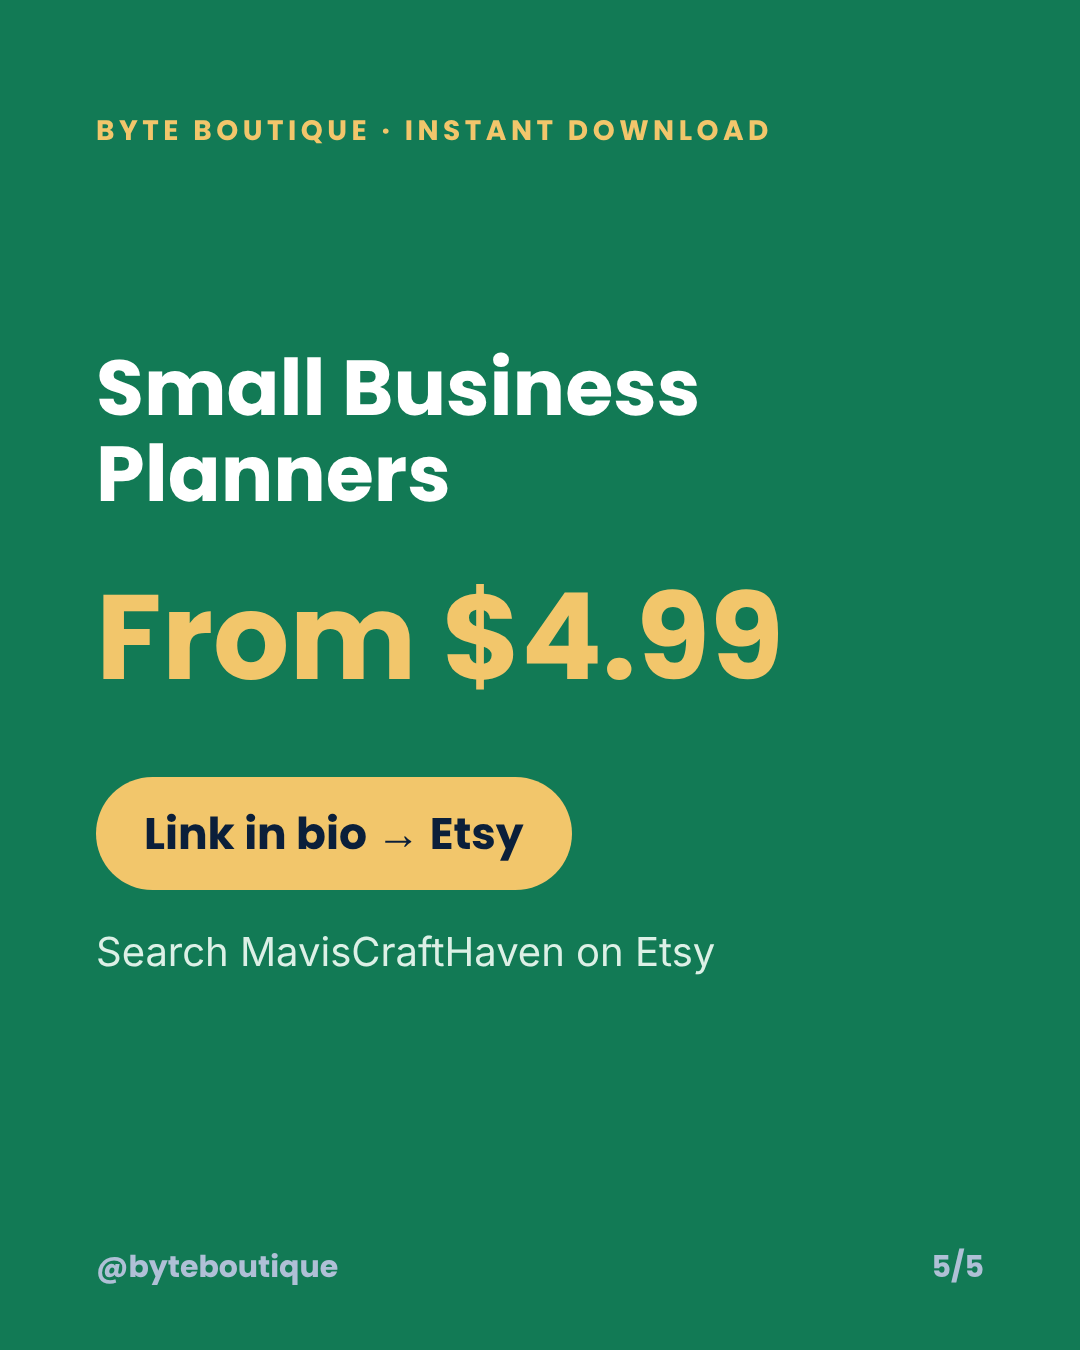 BYTE BOUTIQUE · INSTANT DOWNLOAD
Small Business
Planners
From $4.99
Link in bio → Etsy
Search MavisCraftHaven on Etsy
@byteboutique
5/5